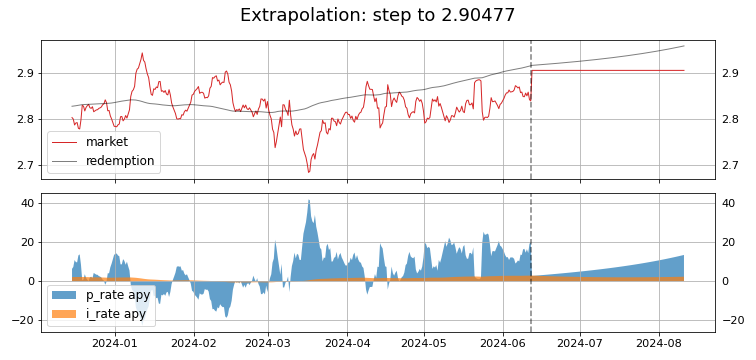 Extrapolation: step to 2.90477
2.9 2.9
2.8 2.8
2.7 2.7
market
redemption
40 40
20 20
0 0
−20 −20
p_rate apy
i_rate apy
2024-01 2024-02 2024-03 2024-04 2024-05 2024-06 2024-07 2024-08